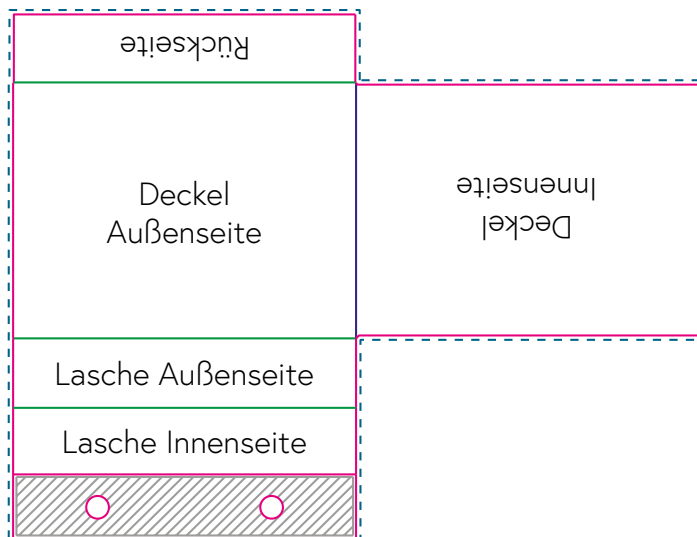 Rückseite
Deckel
Außenseite
Deckel
Innenseite
Lasche Außenseite
Lasche Innenseite